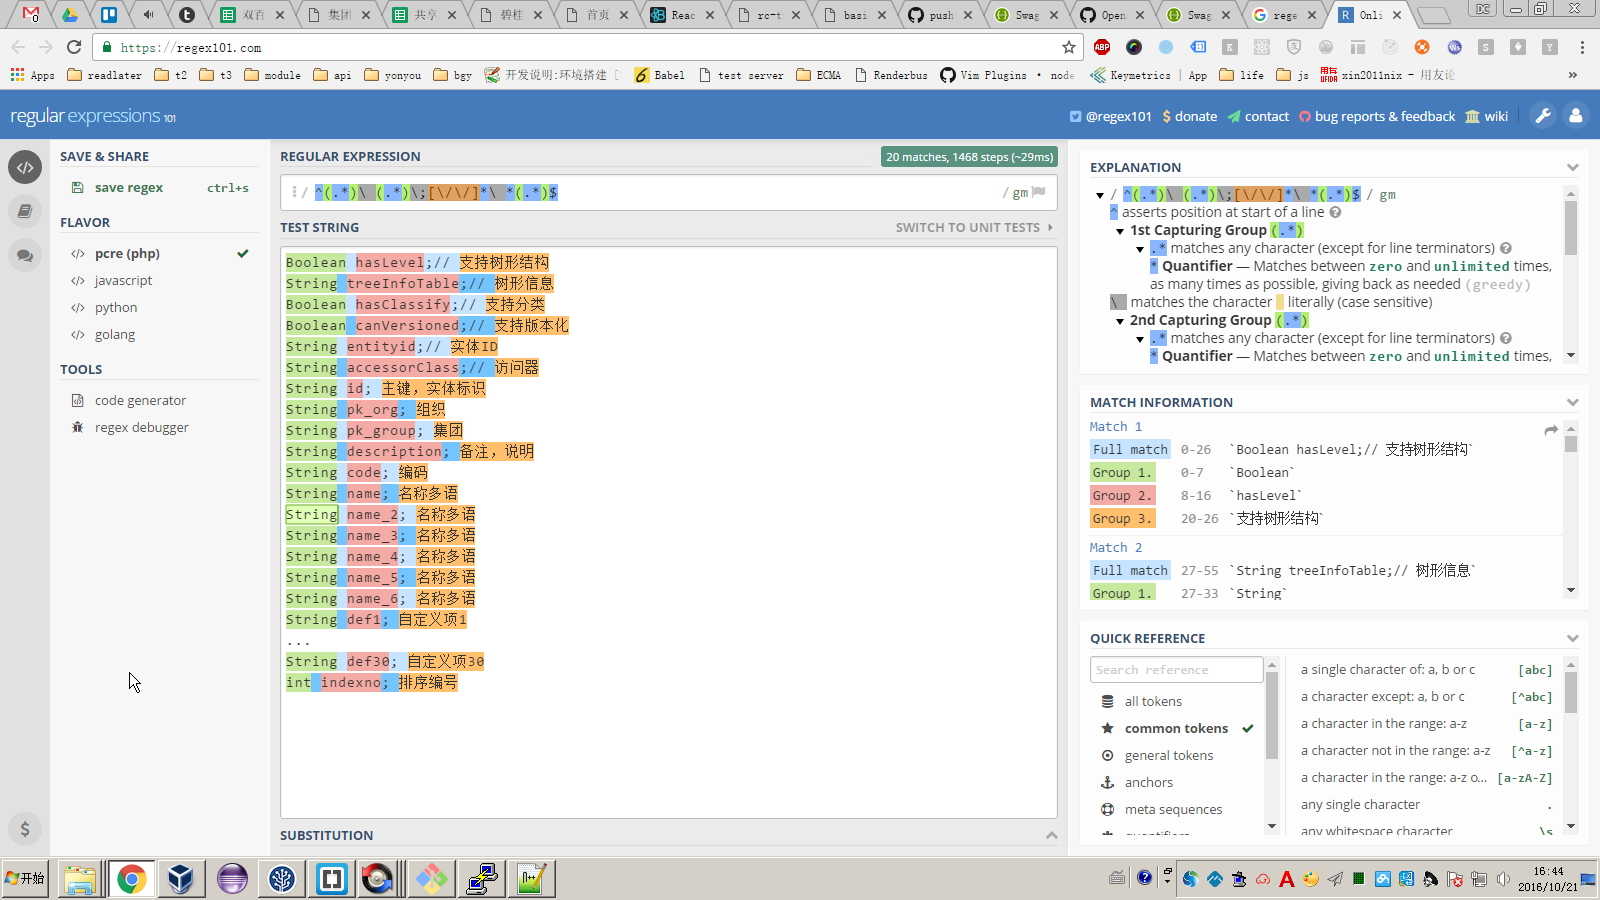 双百
集团
共享
碧桂
首页
Reac
rc-t
basi
push
Swag
Open
Swag
rege
Onli
DC
https://regex101.com
Apps readlater t2 t3 module api yonyou bgy 开发说明:环境搭建 [ Babel test server ECMA Renderbus Vim Plugins • node Keymetrics | App life js xin2011nix - 用友论
regular expressions 101
@regex101 donate contact bug reports & feedback wiki
SAVE & SHARE
save regex ctrl+s
FLAVOR
pcre (php)
javascript
python
golang
TOOLS
code generator
regex debugger
REGULAR EXPRESSION
20 matches, 1468 steps (~29ms)
/ ^(.*)\ (.*)\;[\/\/]*\ *(.*)$ / gm
TEST STRING
SWITCH TO UNIT TESTS
Boolean hasLevel;// 支持树形结构
String treeInfoTable;// 树形信息
Boolean hasClassify;// 支持分类
Boolean canVersioned;// 支持版本化
String entityid;// 实体ID
String accessorClass;// 访问器
String id; 主键，实体标识
String pk_org; 组织
String pk_group; 集团
String description; 备注，说明
String code; 编码
String name; 名称多语
String name_2; 名称多语
String name_3; 名称多语
String name_4; 名称多语
String name_5; 名称多语
String name_6; 名称多语
String def1; 自定义项1
...
String def30; 自定义项30
int indexno; 排序编号
SUBSTITUTION
EXPLANATION
/ ^(.*)\ (.*)\;[\/\/]*\ *(.*)$ / gm
^ asserts position at start of a line
1st Capturing Group (.*)
.* matches any character (except for line terminators)
* Quantifier — Matches between zero and unlimited times, as many times as possible, giving back as needed (greedy)
\  matches the character   literally (case sensitive)
2nd Capturing Group (.*)
.* matches any character (except for line terminators)
* Quantifier — Matches between zero and unlimited times,
MATCH INFORMATION
Match 1
Full match 0-26 `Boolean hasLevel;// 支持树形结构`
Group 1. 0-7 `Boolean`
Group 2. 8-16 `hasLevel`
Group 3. 20-26 `支持树形结构`
Match 2
Full match 27-55 `String treeInfoTable;// 树形信息`
Group 1. 27-33 `String`
QUICK REFERENCE
Search reference
all tokens
common tokens
general tokens
anchors
meta sequences
quantifiers
a single character of: a, b or c [abc]
a character except: a, b or c [^abc]
a character in the range: a-z [a-z]
a character not in the range: a-z [^a-z]
a character in the range: a-z o... [a-zA-Z]
any single character .
any whitespace character \s
开始
16:44
2016/10/21